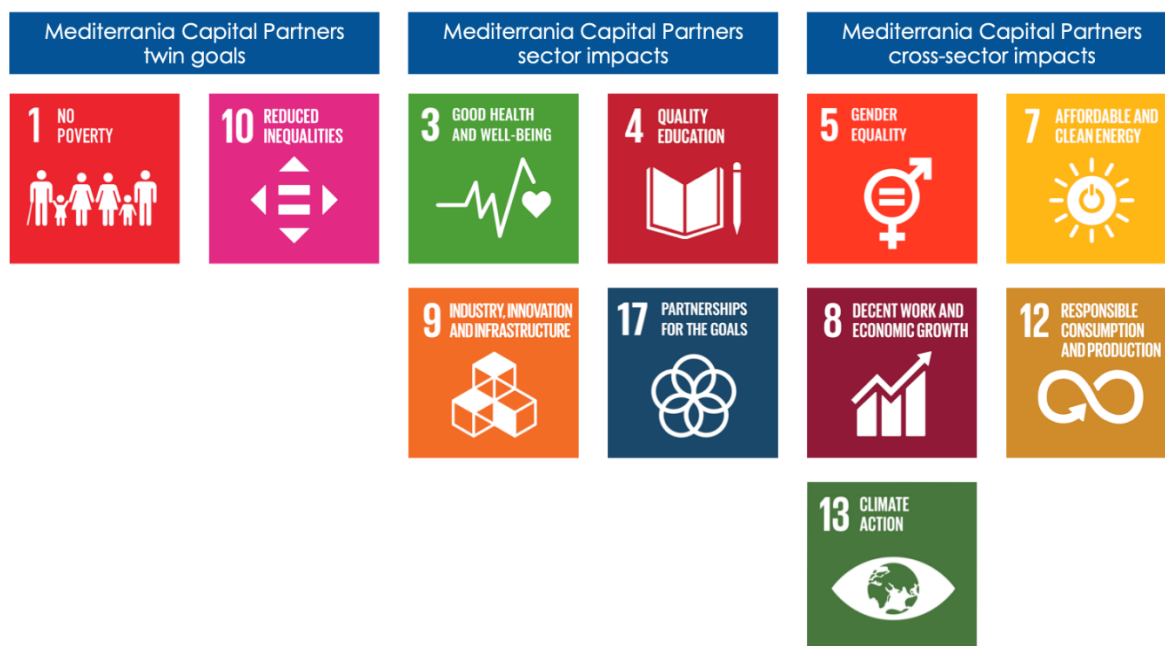 Mediterrania Capital Partners
twin goals
Mediterrania Capital Partners
sector impacts
Mediterrania Capital Partners
cross-sector impacts
1 NO
POVERTY
10 REDUCED
INEQUALITIES
3 GOOD HEALTH
AND WELL-BEING
4 QUALITY
EDUCATION
5 GENDER
EQUALITY
7 AFFORDABLE AND
CLEAN ENERGY
9 INDUSTRY, INNOVATION
AND INFRASTRUCTURE
17 PARTNERSHIPS
FOR THE GOALS
8 DECENT WORK AND
ECONOMIC GROWTH
12 RESPONSIBLE
CONSUMPTION
AND PRODUCTION
13 CLIMATE
ACTION